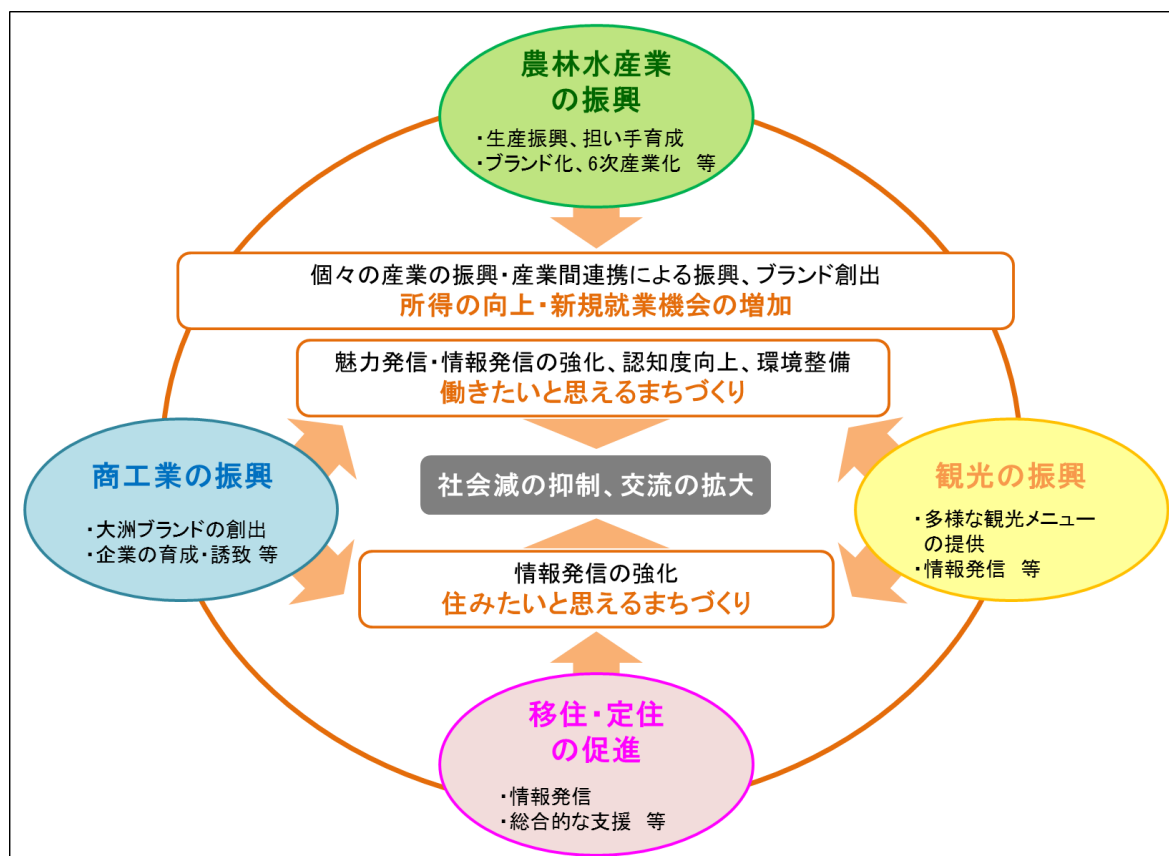 農林水産業
の振興
・生産振興、担い手育成
・ブランド化、6次産業化 等
個々の産業の振興・産業間連携による振興、ブランド創出
所得の向上・新規就業機会の増加
魅力発信・情報発信の強化、認知度向上、環境整備
働きたいと思えるまちづくり
商工業の振興
・大洲ブランドの創出
・企業の育成・誘致 等
社会減の抑制、交流の拡大
観光の振興
・多様な観光メニュー
の提供
・情報発信 等
情報発信の強化
住みたいと思えるまちづくり
移住・定住
の促進
・情報発信
・総合的な支援 等